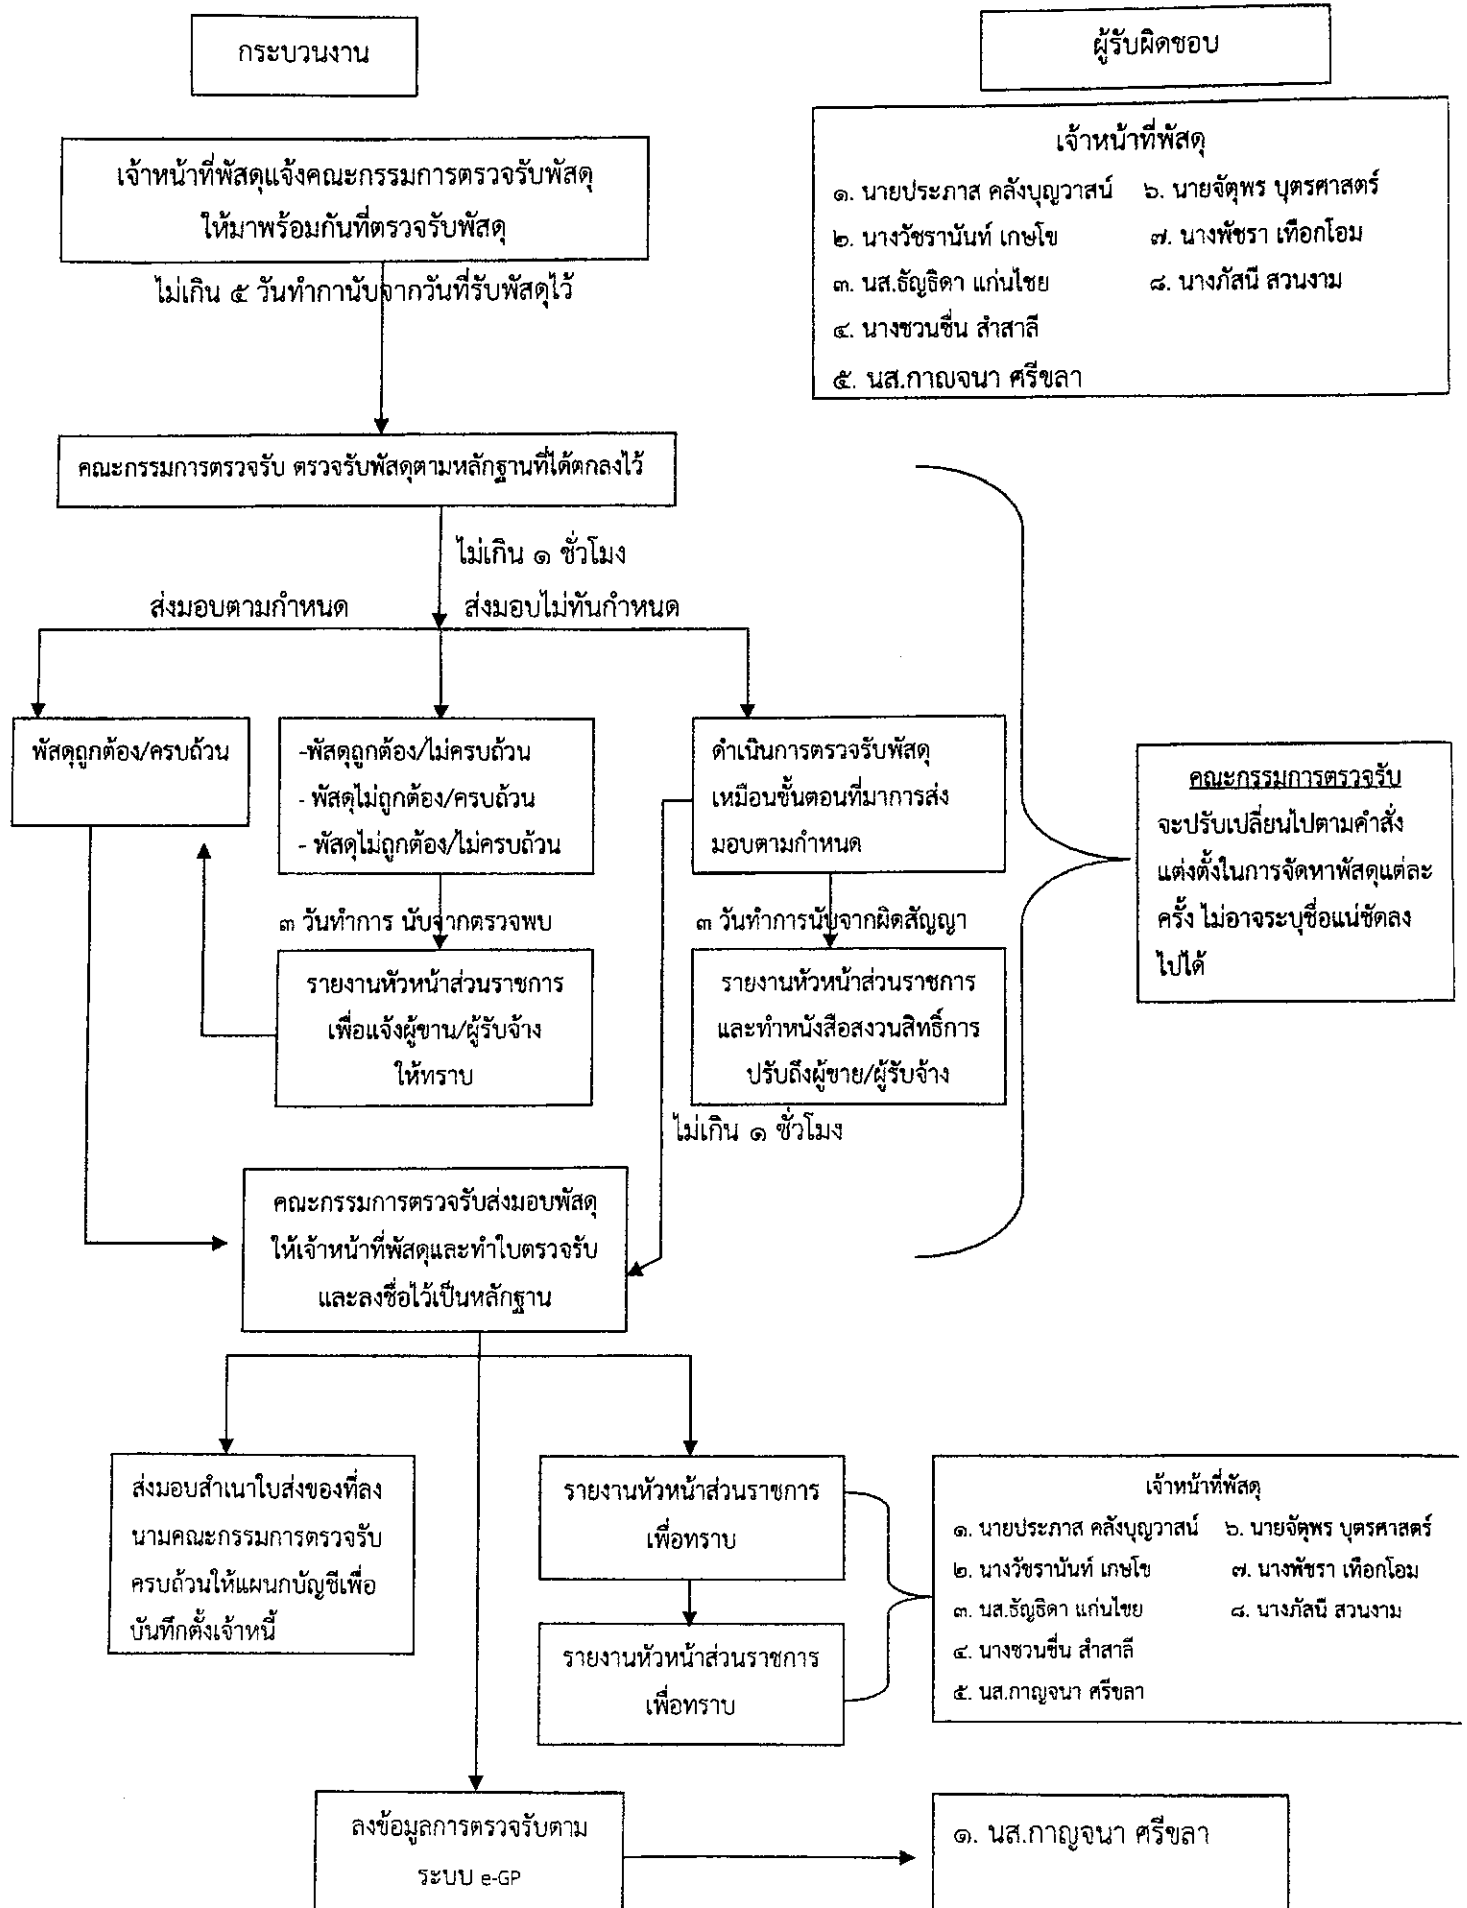 กระบวนงาน
ผู้รับผิดชอบ
เจ้าหน้าที่พัสดุแจ้งคณะกรรมการตรวจรับพัสดุ
ให้มาพร้อมกันที่ตรวจรับพัสดุ
เจ้าหน้าที่พัสดุ
๑. นายประภาส คลังบุญวาสน์ ๖. นายจัตุพร บุตรศาสตร์
๒. นางวัชรานันท์ เกษโข ๗. นางพัชรา เทือกโอม
๓. นส.ธัญธิดา แก่นไชย ๘. นางภัสนี สวนงาม
๔. นางชวนชื่น สำสาลี
๕. นส.กาญจนา ศรีขลา
ไม่เกิน ๕ วันทำกานับจากวันที่รับพัสดุไว้
คณะกรรมการตรวจรับ ตรวจรับพัสดุตามหลักฐานที่ได้ตกลงไว้
ไม่เกิน ๑ ชั่วโมง
ส่งมอบตามกำหนด ส่งมอบไม่ทันกำหนด
พัสดุถูกต้อง/ครบถ้วน
-พัสดุถูกต้อง/ไม่ครบถ้วน
- พัสดุไม่ถูกต้อง/ครบถ้วน
- พัสดุไม่ถูกต้อง/ไม่ครบถ้วน
ดำเนินการตรวจรับพัสดุ
เหมือนขั้นตอนที่มาการส่ง
มอบตามกำหนด
คณะกรรมการตรวจรับ
จะปรับเปลี่ยนไปตามคำสั่ง
แต่งตั้งในการจัดหาพัสดุแต่ละ
ครั้ง ไม่อาจระบุชื่อแน่ชัดลง
ไปได้
๓ วันทำการ นับจากตรวจพบ
๓ วันทำการนับจากผิดสัญญา
รายงานหัวหน้าส่วนราชการ
เพื่อแจ้งผู้ขาน/ผู้รับจ้าง
ให้ทราบ
รายงานหัวหน้าส่วนราชการ
และทำหนังสือสงวนสิทธิ์การ
ปรับถึงผู้ขาย/ผู้รับจ้าง
ไม่เกิน ๑ ชั่วโมง
คณะกรรมการตรวจรับส่งมอบพัสดุ
ให้เจ้าหน้าที่พัสดุและทำใบตรวจรับ
และลงชื่อไว้เป็นหลักฐาน
ส่งมอบสำเนาใบส่งของที่ลง
นามคณะกรรมการตรวจรับ
ครบถ้วนให้แผนกบัญชีเพื่อ
บันทึกตั้งเจ้าหนี้
รายงานหัวหน้าส่วนราชการ
เพื่อทราบ
รายงานหัวหน้าส่วนราชการ
เพื่อทราบ
เจ้าหน้าที่พัสดุ
๑. นายประภาส คลังบุญวาสน์ ๖. นายจัตุพร บุตรศาสตร์
๒. นางวัชรานันท์ เกษโข ๗. นางพัชรา เทือกโอม
๓. นส.ธัญธิดา แก่นไชย ๘. นางภัสนี สวนงาม
๔. นางชวนชื่น สำสาลี
๕. นส.กาญจนา ศรีขลา
ลงข้อมูลการตรวจรับตาม
ระบบ e-GP
๑. นส.กาญจนา ศรีขลา